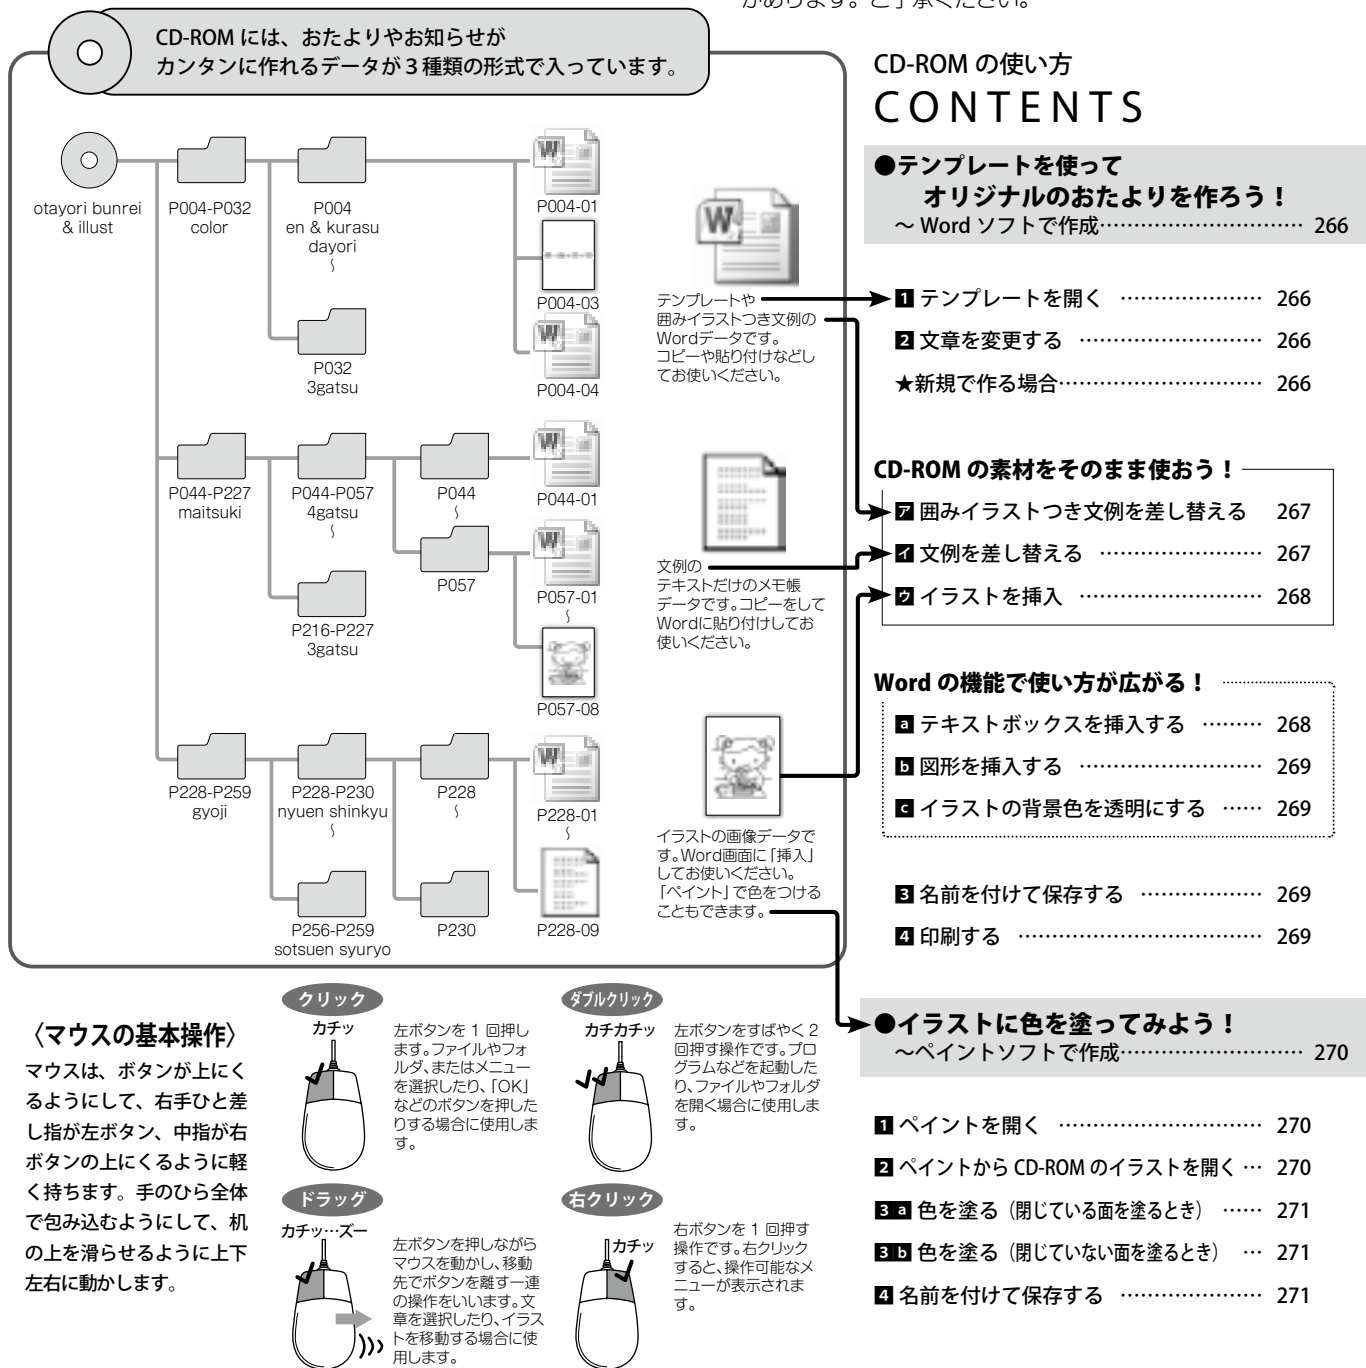 があります。ご了承ください。
CD-ROM には、おたよりやお知らせが
カンタンに作れるデータが３種類の形式で入っています。
otayori bunrei
& illust
P004-P032
color
P004
en & kurasu
dayori
〜
P032
3gatsu
P004-01
P004-03
P004-04
P044-P227
maitsuki
P044-P057
4gatsu
〜
P216-P227
3gatsu
P044
〜
P057
P044-01
P057-01
〜
P057-08
P228-P259
gyoji
P228-P230
nyuen shinkyu
〜
P256-P259
sotsuen syuryo
P228
〜
P230
P228-01
〜
P228-09
W
テンプレートや
囲みイラストつき文例の
Wordデータです。
コピーや貼り付けなどし
てお使いください。
文例の
テキストだけのメモ帳
データです。コピーをして
Wordに貼り付けしてお
使いください。
イラストの画像データで
す。Word画面に「挿入」
してお使いください。
「ペイント」で色をつける
こともできます。
CD-ROM の使い方
CONTENTS
●テンプレートを使って
オリジナルのおたよりを作ろう！
〜 Word ソフトで作成………………………… 266
1 テンプレートを開く ………………… 266
2 文章を変更する ……………………… 266
★新規で作る場合………………………… 266
CD-ROM の素材をそのまま使おう！
ア 囲みイラストつき文例を差し替える 267
イ 文例を差し替える …………………… 267
ウ イラストを挿入 ……………………… 268
Word の機能で使い方が広がる！
a テキストボックスを挿入する ……… 268
b 図形を挿入する ……………………… 269
c イラストの背景色を透明にする …… 269
3 名前を付けて保存する ……………… 269
4 印刷する ……………………………… 269
●イラストに色を塗ってみよう！
〜ペイントソフトで作成……………………… 270
1 ペイントを開く ………………………… 270
2 ペイントから CD-ROM のイラストを開く … 270
3 a 色を塗る（閉じている面を塗るとき） …… 271
3 b 色を塗る（閉じていない面を塗るとき） … 271
4 名前を付けて保存する ………………… 271
〈マウスの基本操作〉
マウスは、ボタンが上にく
るようにして、右手ひと差
し指が左ボタン、中指が右
ボタンの上にくるように軽
く持ちます。手のひら全体
で包み込むようにして、机
の上を滑らせるように上下
左右に動かします。
クリック
カチッ
左ボタンを 1 回押し
ます。ファイルやフォ
ルダ、またはメニュー
を選択したり、「OK」
などのボタンを押した
りする場合に使用しま
す。
ダブルクリック
カチカチッ
左ボタンをすばやく 2
回押す操作です。プロ
グラムなどを起動した
り、ファイルやフォルダ
を開く場合に使用しま
す。
ドラッグ
カチッ…ズー
左ボタンを押しながら
マウスを動かし、移動
先でボタンを離す一連
の操作をいいます。文
章を選択したり、イラス
トを移動する場合に使
用します。
右クリック
カチッ
右ボタンを 1 回押す
操作です。右クリック
すると、操作可能なメ
ニューが表示されま
す。